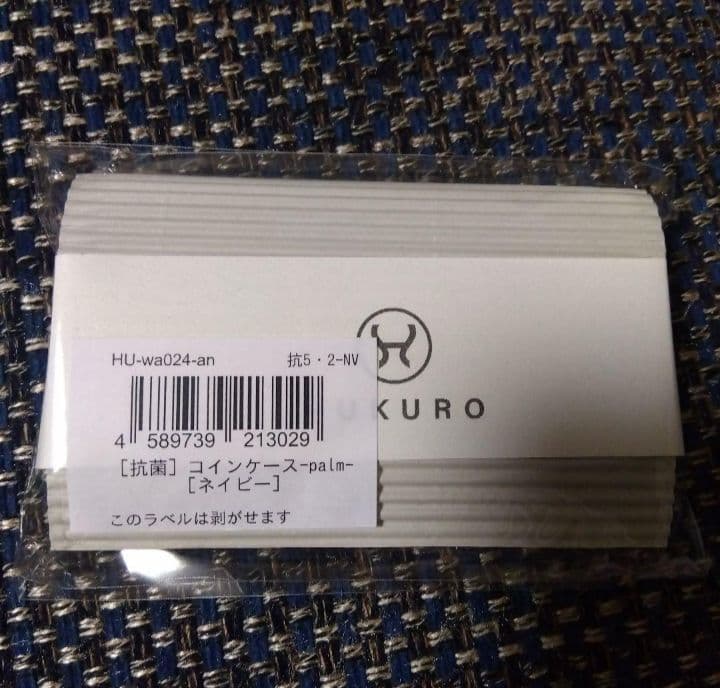 UKURO
HU-wa024-an 抗5・2-NV
4 589739 213029
［抗菌］コインケース-palm-
［ネイビー］
このラベルは剥がせます